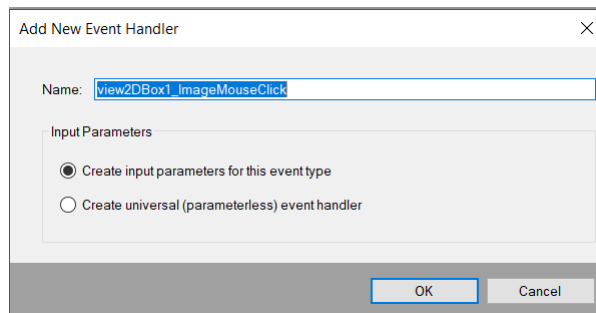 Add New Event Handler
Name: view2DBox1_ImageMouseClick
Input Parameters
Create input parameters for this event type
Create universal (parameterless) event handler
OK Cancel